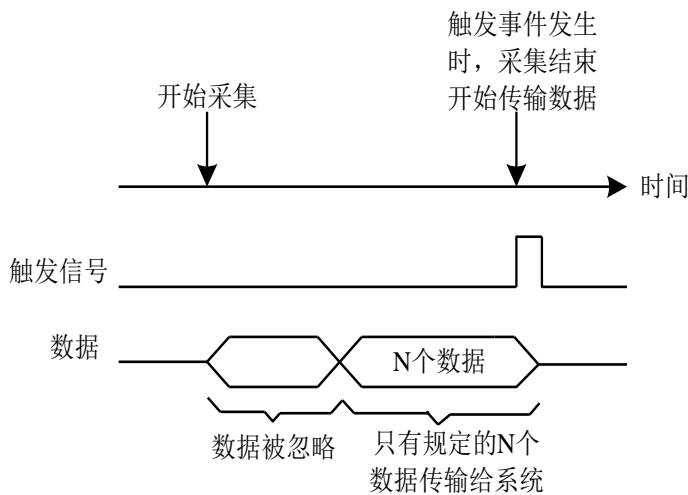 触发事件发生
时，采集结束
开始传输数据
开始采集
时间
触发信号
数据
N个数据
数据被忽略
只有规定的N个
数据传输给系统